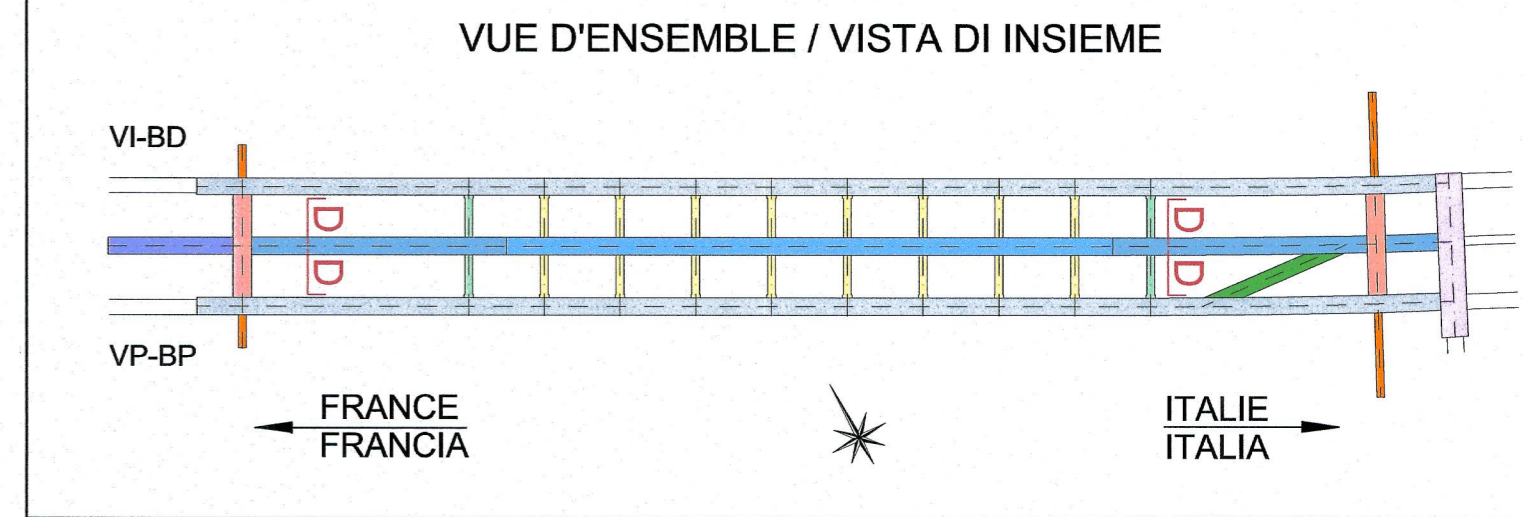 VUE D'ENSEMBLE / VISTA DI INSIEME
VI-BD
D D
D D
VP-BP
FRANCE
FRANCIA
ITALIE
ITALIA